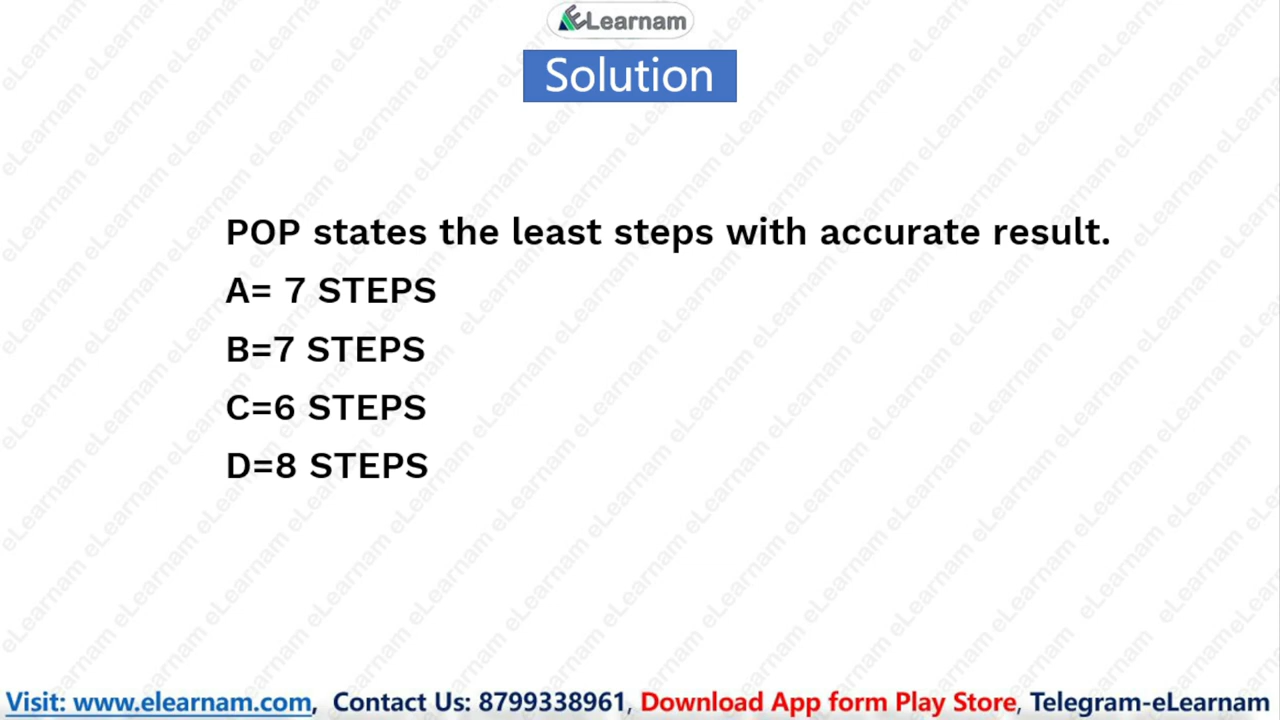 ELearnam
Solution
POP states the least steps with accurate result.
A= 7 STEPS
B=7 STEPS
C=6 STEPS
D=8 STEPS
Visit: www.elearnam.com, Contact Us: 8799338961, Download App form Play Store, Telegram-eLearnam